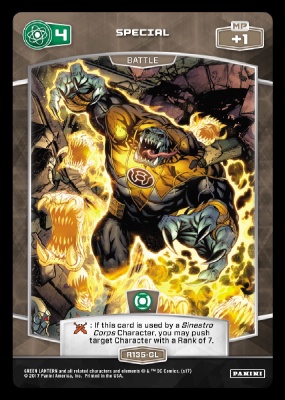 4
SPECIAL
MP
+1
BATTLE
: If this card is used by a Sinestro
Corps Character, you may push
target Character with a Rank of 7.
A135-GL
GREEN LANTERN and all related characters and elements © & ™ DC Comics. (s17)
© 2017 Panini America, Inc. Printed in the USA.
PANINI